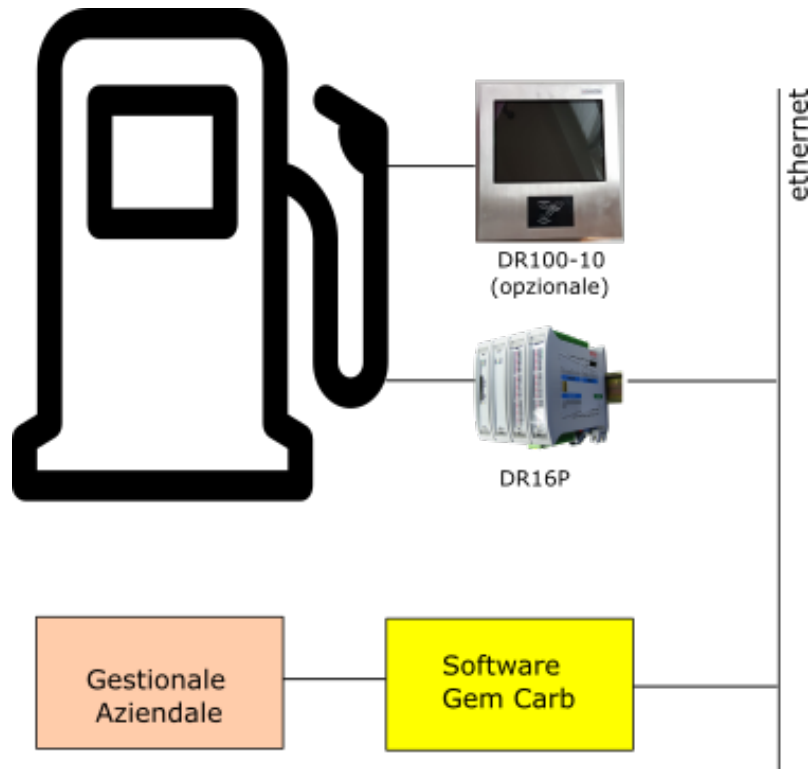 ethernet
DR100-10
(opzionale)
DR16P
Gestionale
Aziendale
Software
Gem Carb